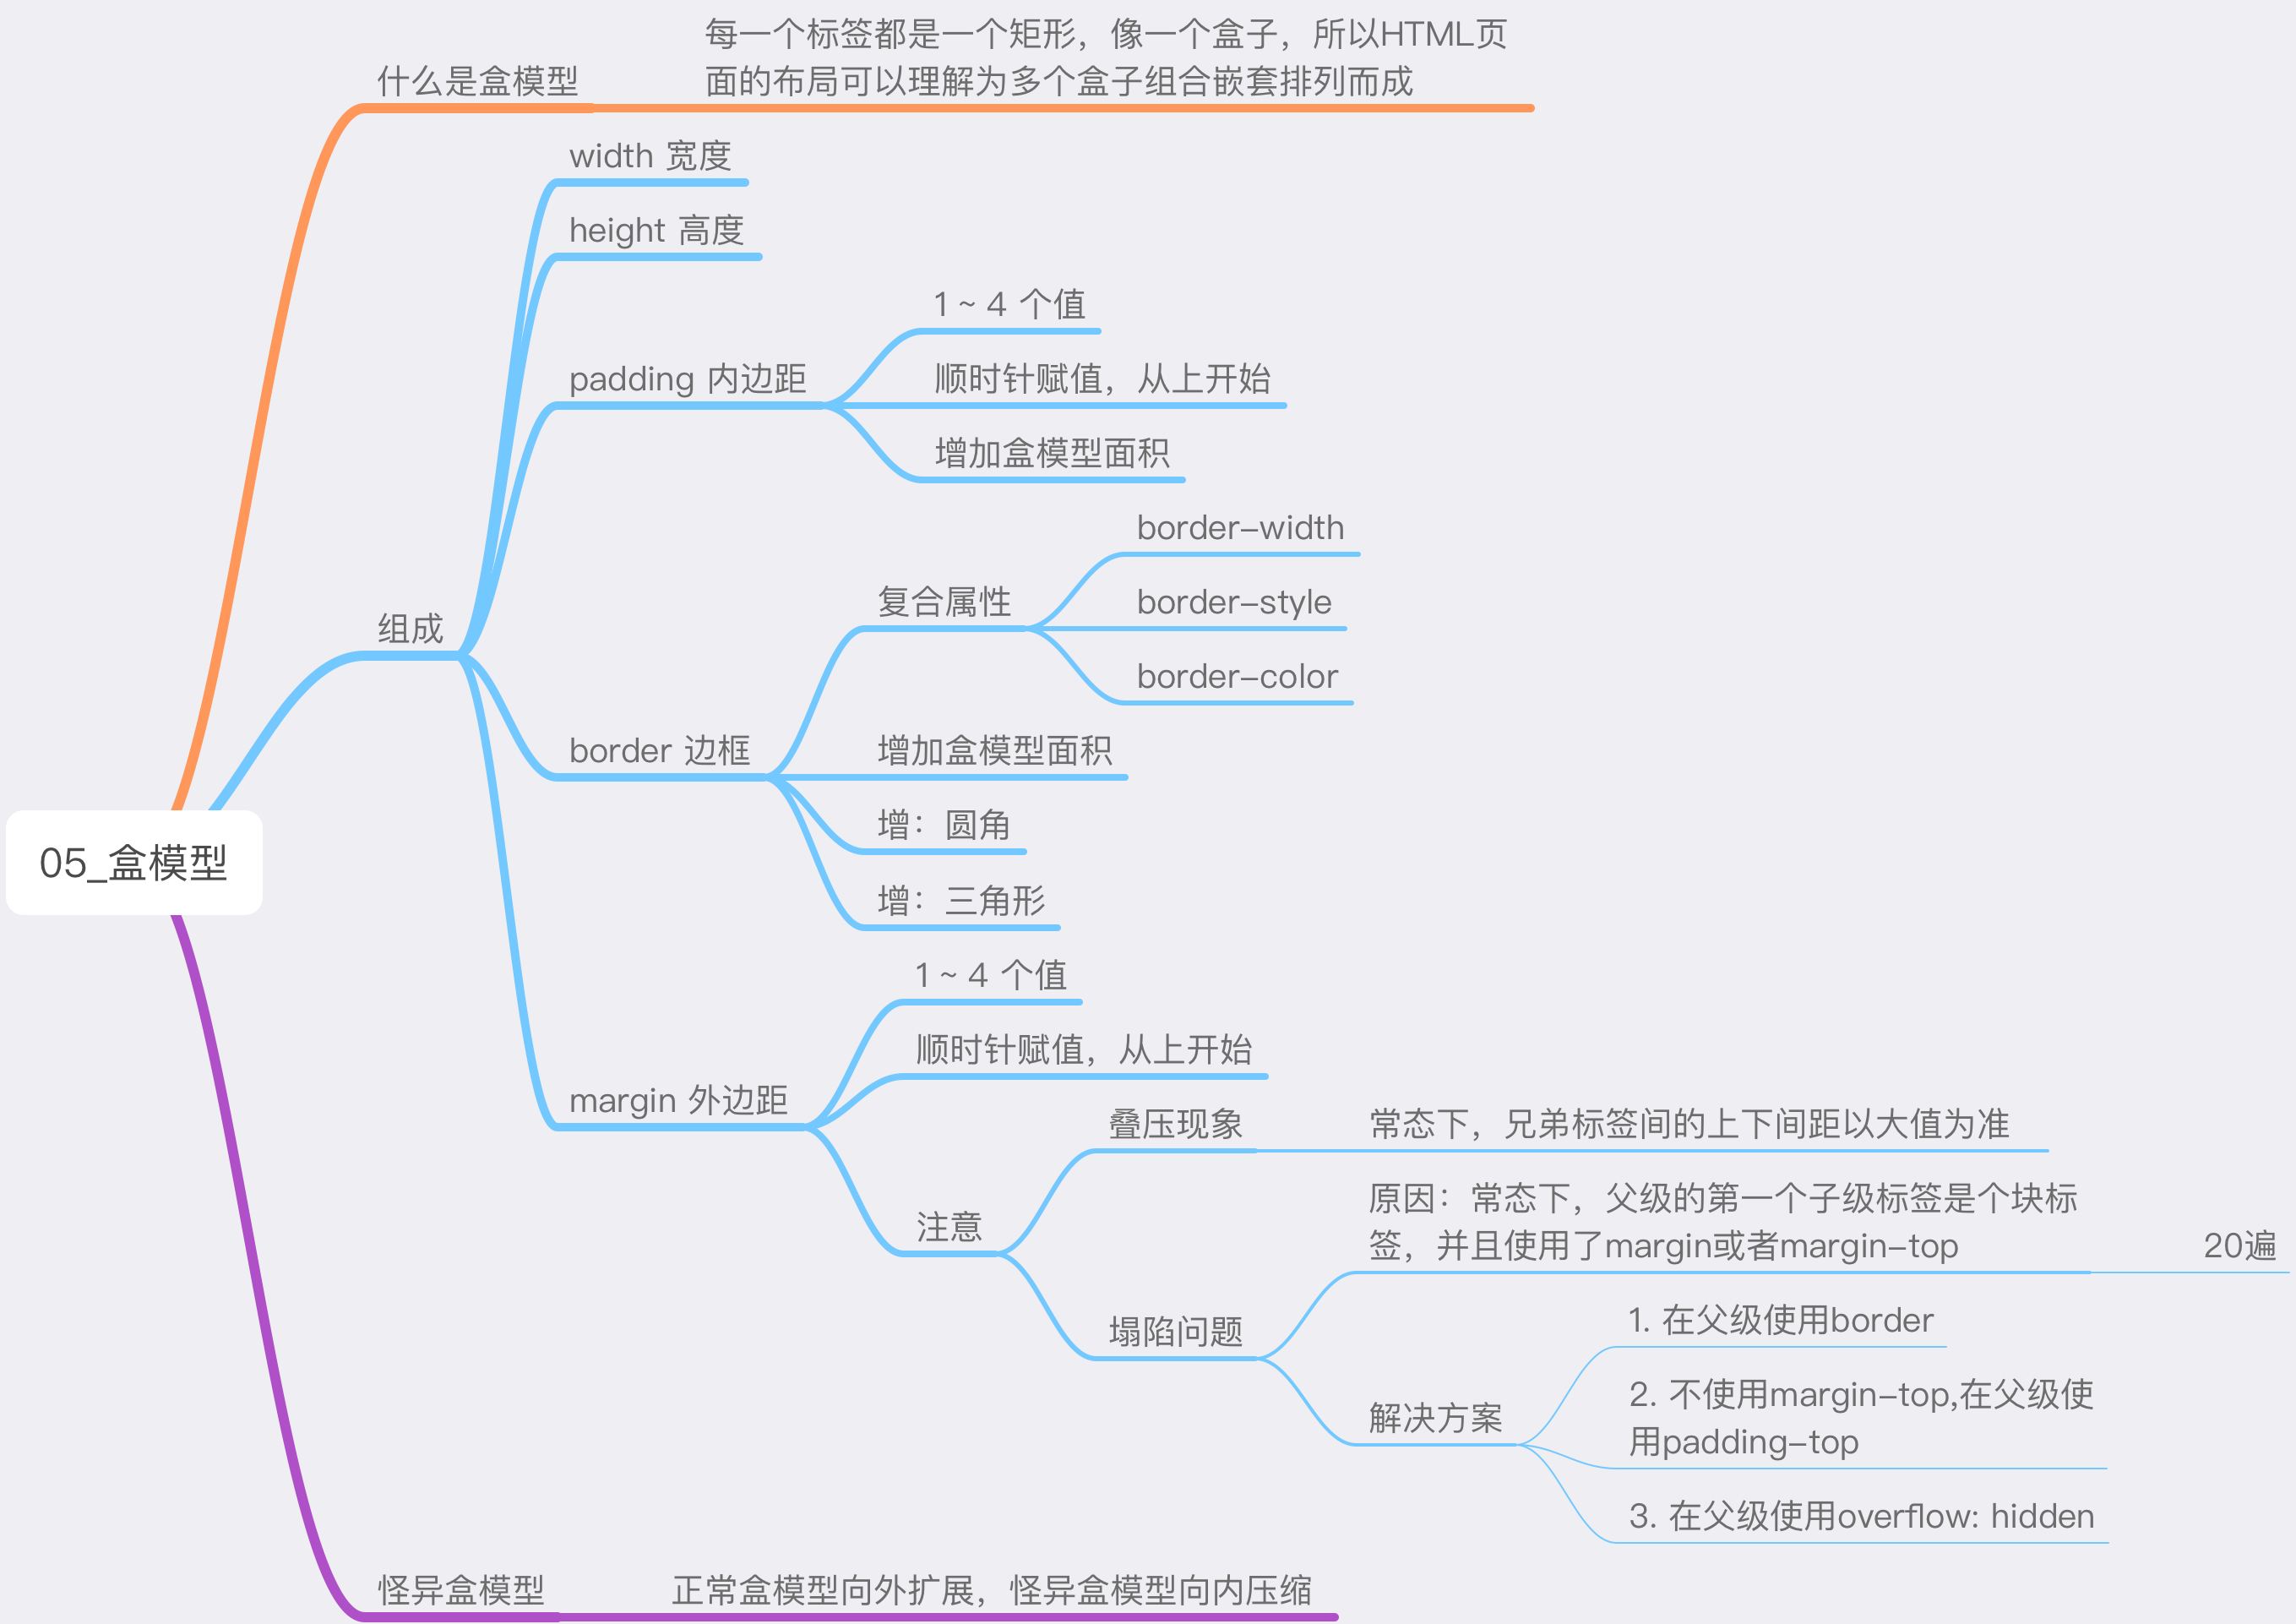 每一个标签都是一个矩形，像一个盒子，所以HTML页
面的布局可以理解为多个盒子组合嵌套排列而成
什么是盒模型
width 宽度
height 高度
1 ~ 4 个值
padding 内边距
顺时针赋值，从上开始
增加盒模型面积
border-width
复合属性
border-style
组成
border-color
border 边框
增加盒模型面积
增：圆角
05_盒模型
增：三角形
1 ~ 4 个值
顺时针赋值，从上开始
margin 外边距
叠压现象
常态下，兄弟标签间的上下间距以大值为准
注意
原因：常态下，父级的第一个子级标签是个块标
签，并且使用了margin或者margin-top
20遍
塌陷问题
1. 在父级使用border
解决方案
2. 不使用margin-top,在父级使
用padding-top
3. 在父级使用overflow: hidden
怪异盒模型
正常盒模型向外扩展，怪异盒模型向内压缩